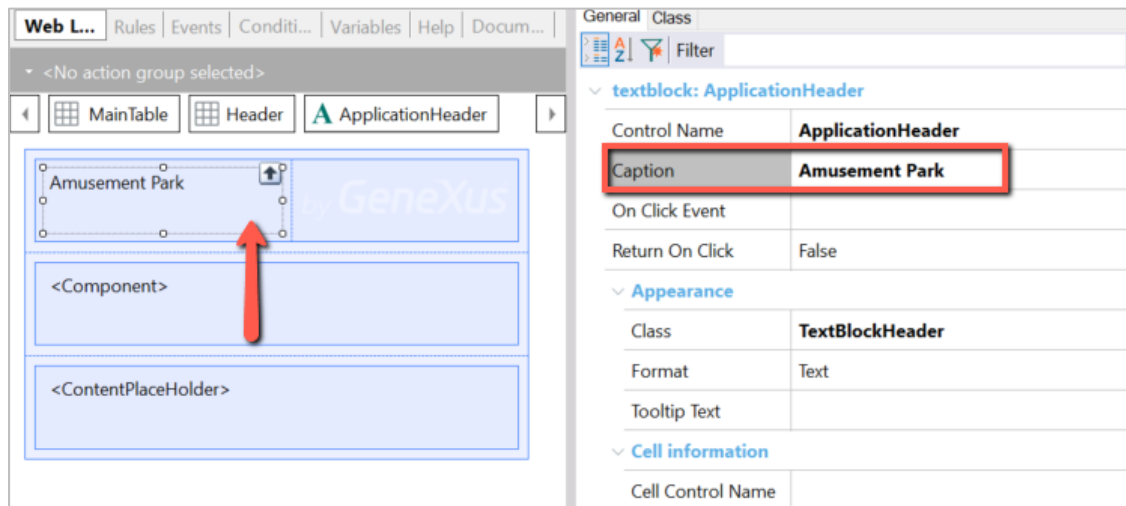 Web L... Rules Events Conditi... Variables Help Docum...
<No action group selected>
MainTable Header A ApplicationHeader
Amusement Park
by GeneXus
<Component>
<ContentPlaceHolder>
General Class
Filter
textblock: ApplicationHeader
Control Name ApplicationHeader
Caption Amusement Park
On Click Event
Return On Click False
Appearance
Class TextBlockHeader
Format Text
Tooltip Text
Cell information
Cell Control Name